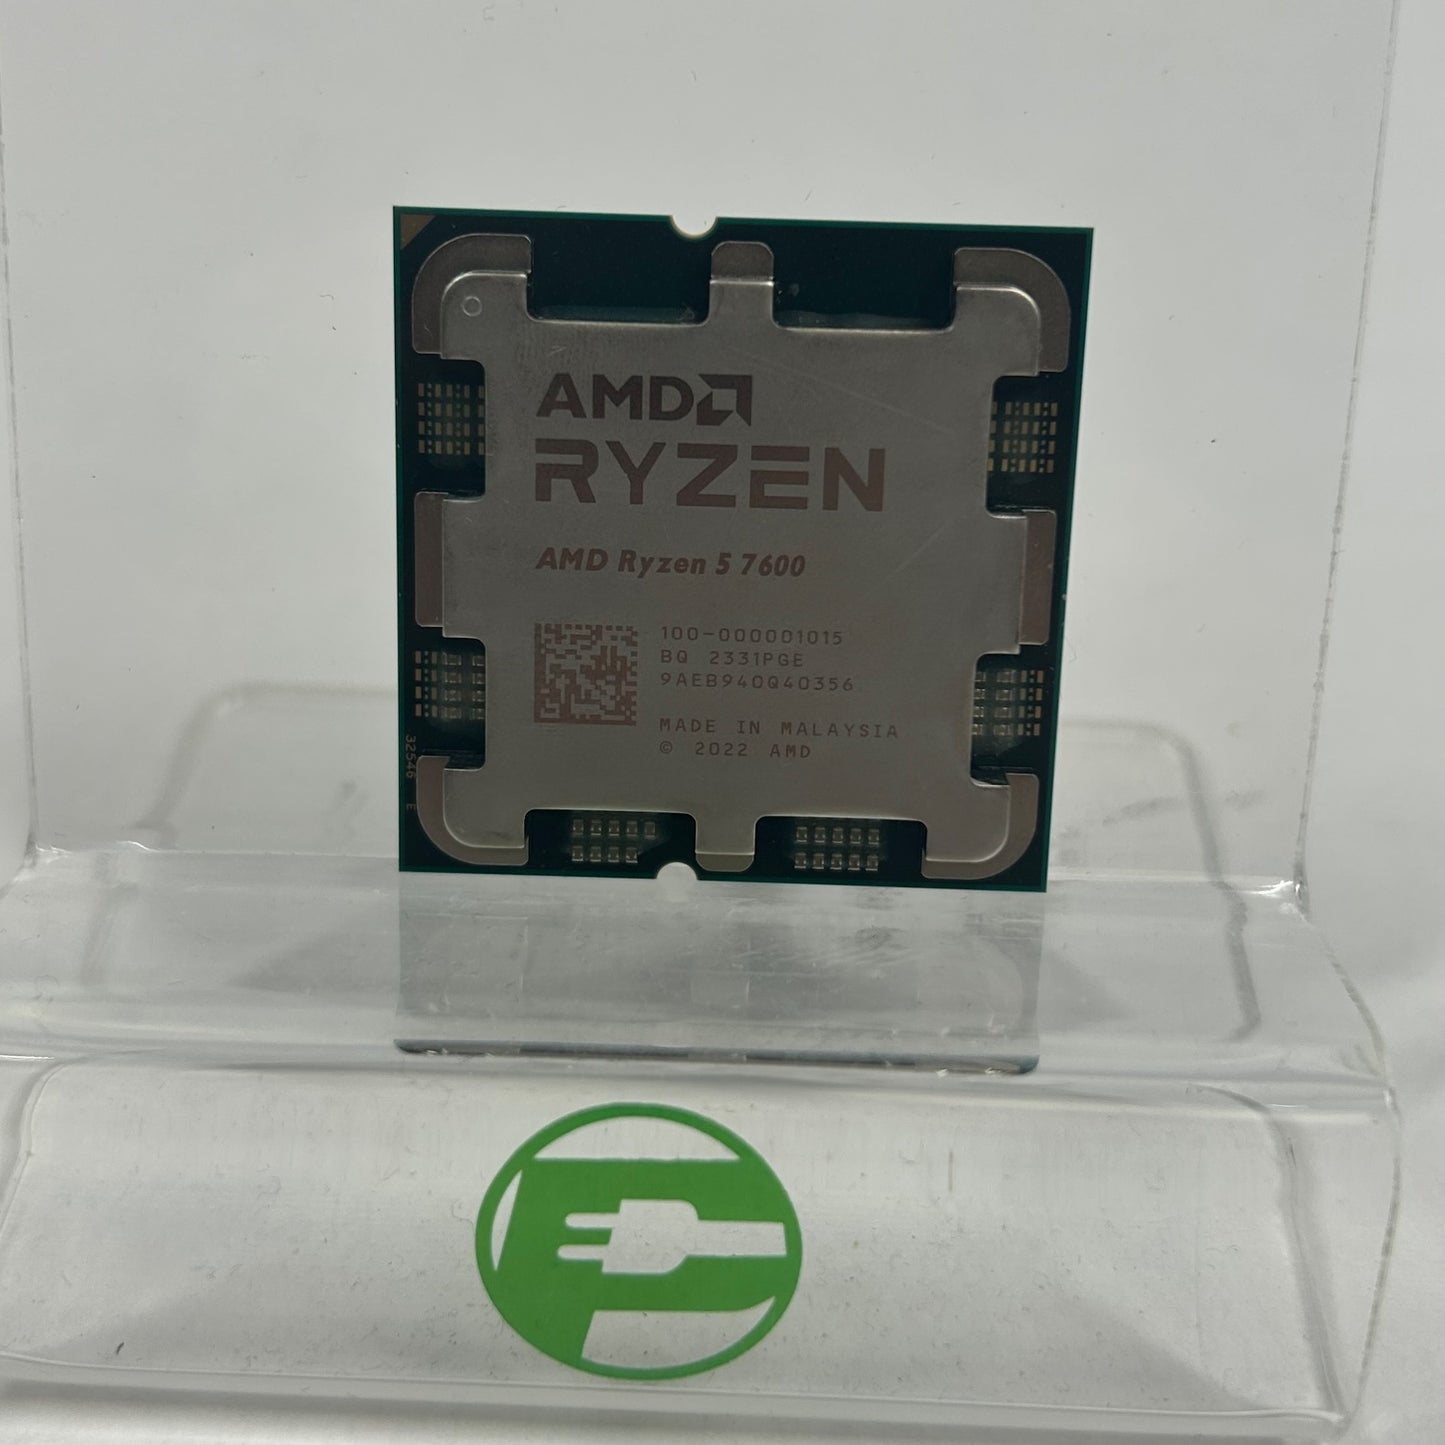 AMD
RYZEN
AMD Ryzen 5 7600
100-000001015
BQ 2331PGE
9AEB940Q40356
MADE IN MALAYSIA
© 2022 AMD
32546 E